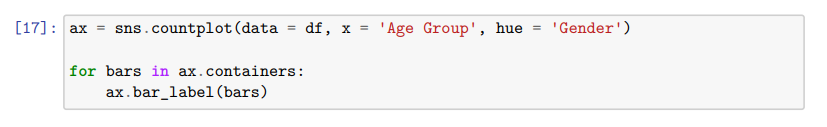 [17]: ax = sns.countplot(data = df, x = 'Age Group', hue = 'Gender')
for bars in ax.containers:
    ax.bar_label(bars)